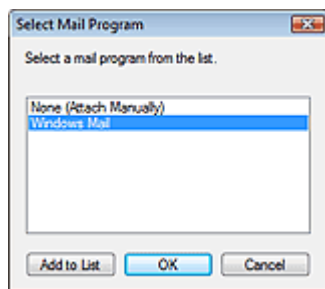 Select Mail Program
Select a mail program from the list.
None (Attach Manually)
Windows Mail
Add to List OK Cancel